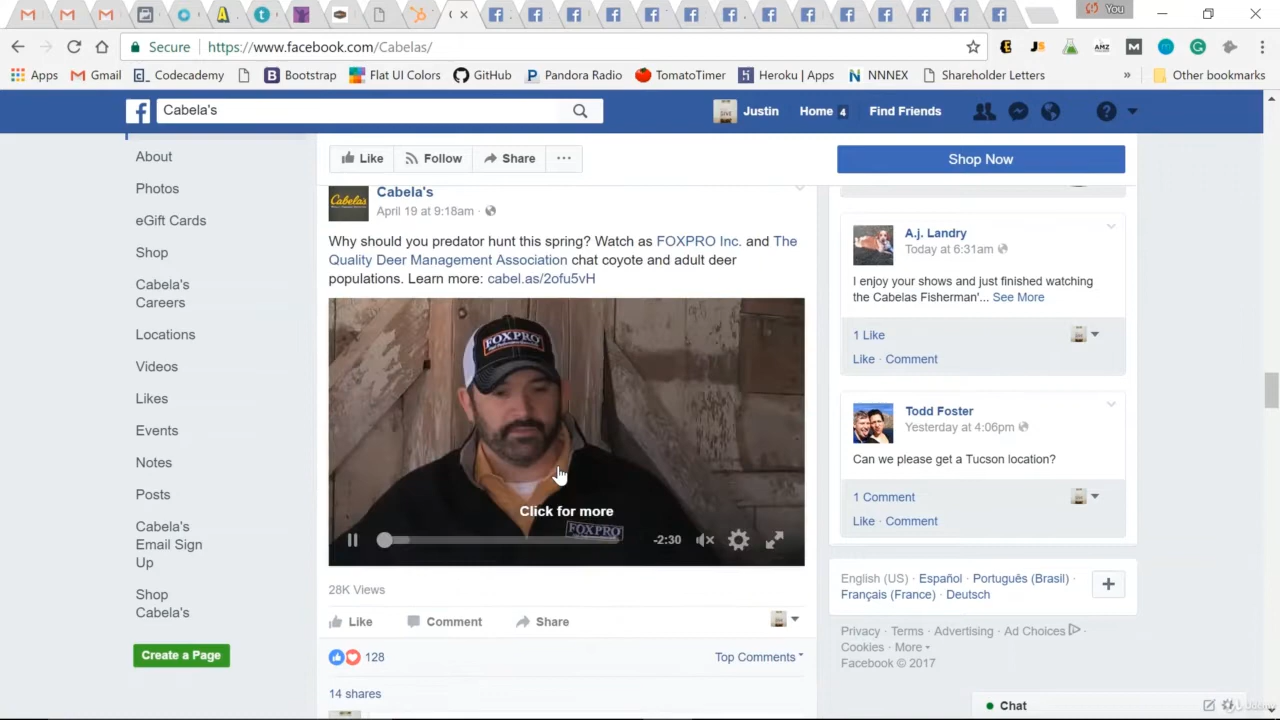 You
Secure
https://www.facebook.com/Cabelas/
Apps Gmail Codecademy Bootstrap Flat UI Colors GitHub Pandora Radio TomatoTimer Heroku | Apps NNNEX Shareholder Letters » Other bookmarks
Cabela's
Justin Home 4 Find Friends
About
Photos
eGift Cards
Shop
Cabela's
Careers
Locations
Videos
Likes
Events
Notes
Posts
Cabela's
Email Sign
Up
Shop
Cabela's
Create a Page
Like Follow Share ...
Shop Now
Cabela's
Cabela's
April 19 at 9:18am ·
Why should you predator hunt this spring? Watch as FOXPRO Inc. and The
Quality Deer Management Association chat coyote and adult deer
populations. Learn more: cabel.as/2ofu5vH
FOXPRO
Click for more
FOXPRO
-2:30
28K Views
Like Comment Share
128
Top Comments
14 shares
A.j. Landry
Today at 6:31am
I enjoy your shows and just finished watching
the Cabelas Fisherman'... See More
1 Like
Like · Comment
Todd Foster
Yesterday at 4:06pm
Can we please get a Tucson location?
1 Comment
Like · Comment
English (US) · Español · Português (Brasil) ·
Français (France) · Deutsch
Privacy · Terms · Advertising · Ad Choices ·
Cookies · More
Facebook © 2017
Chat